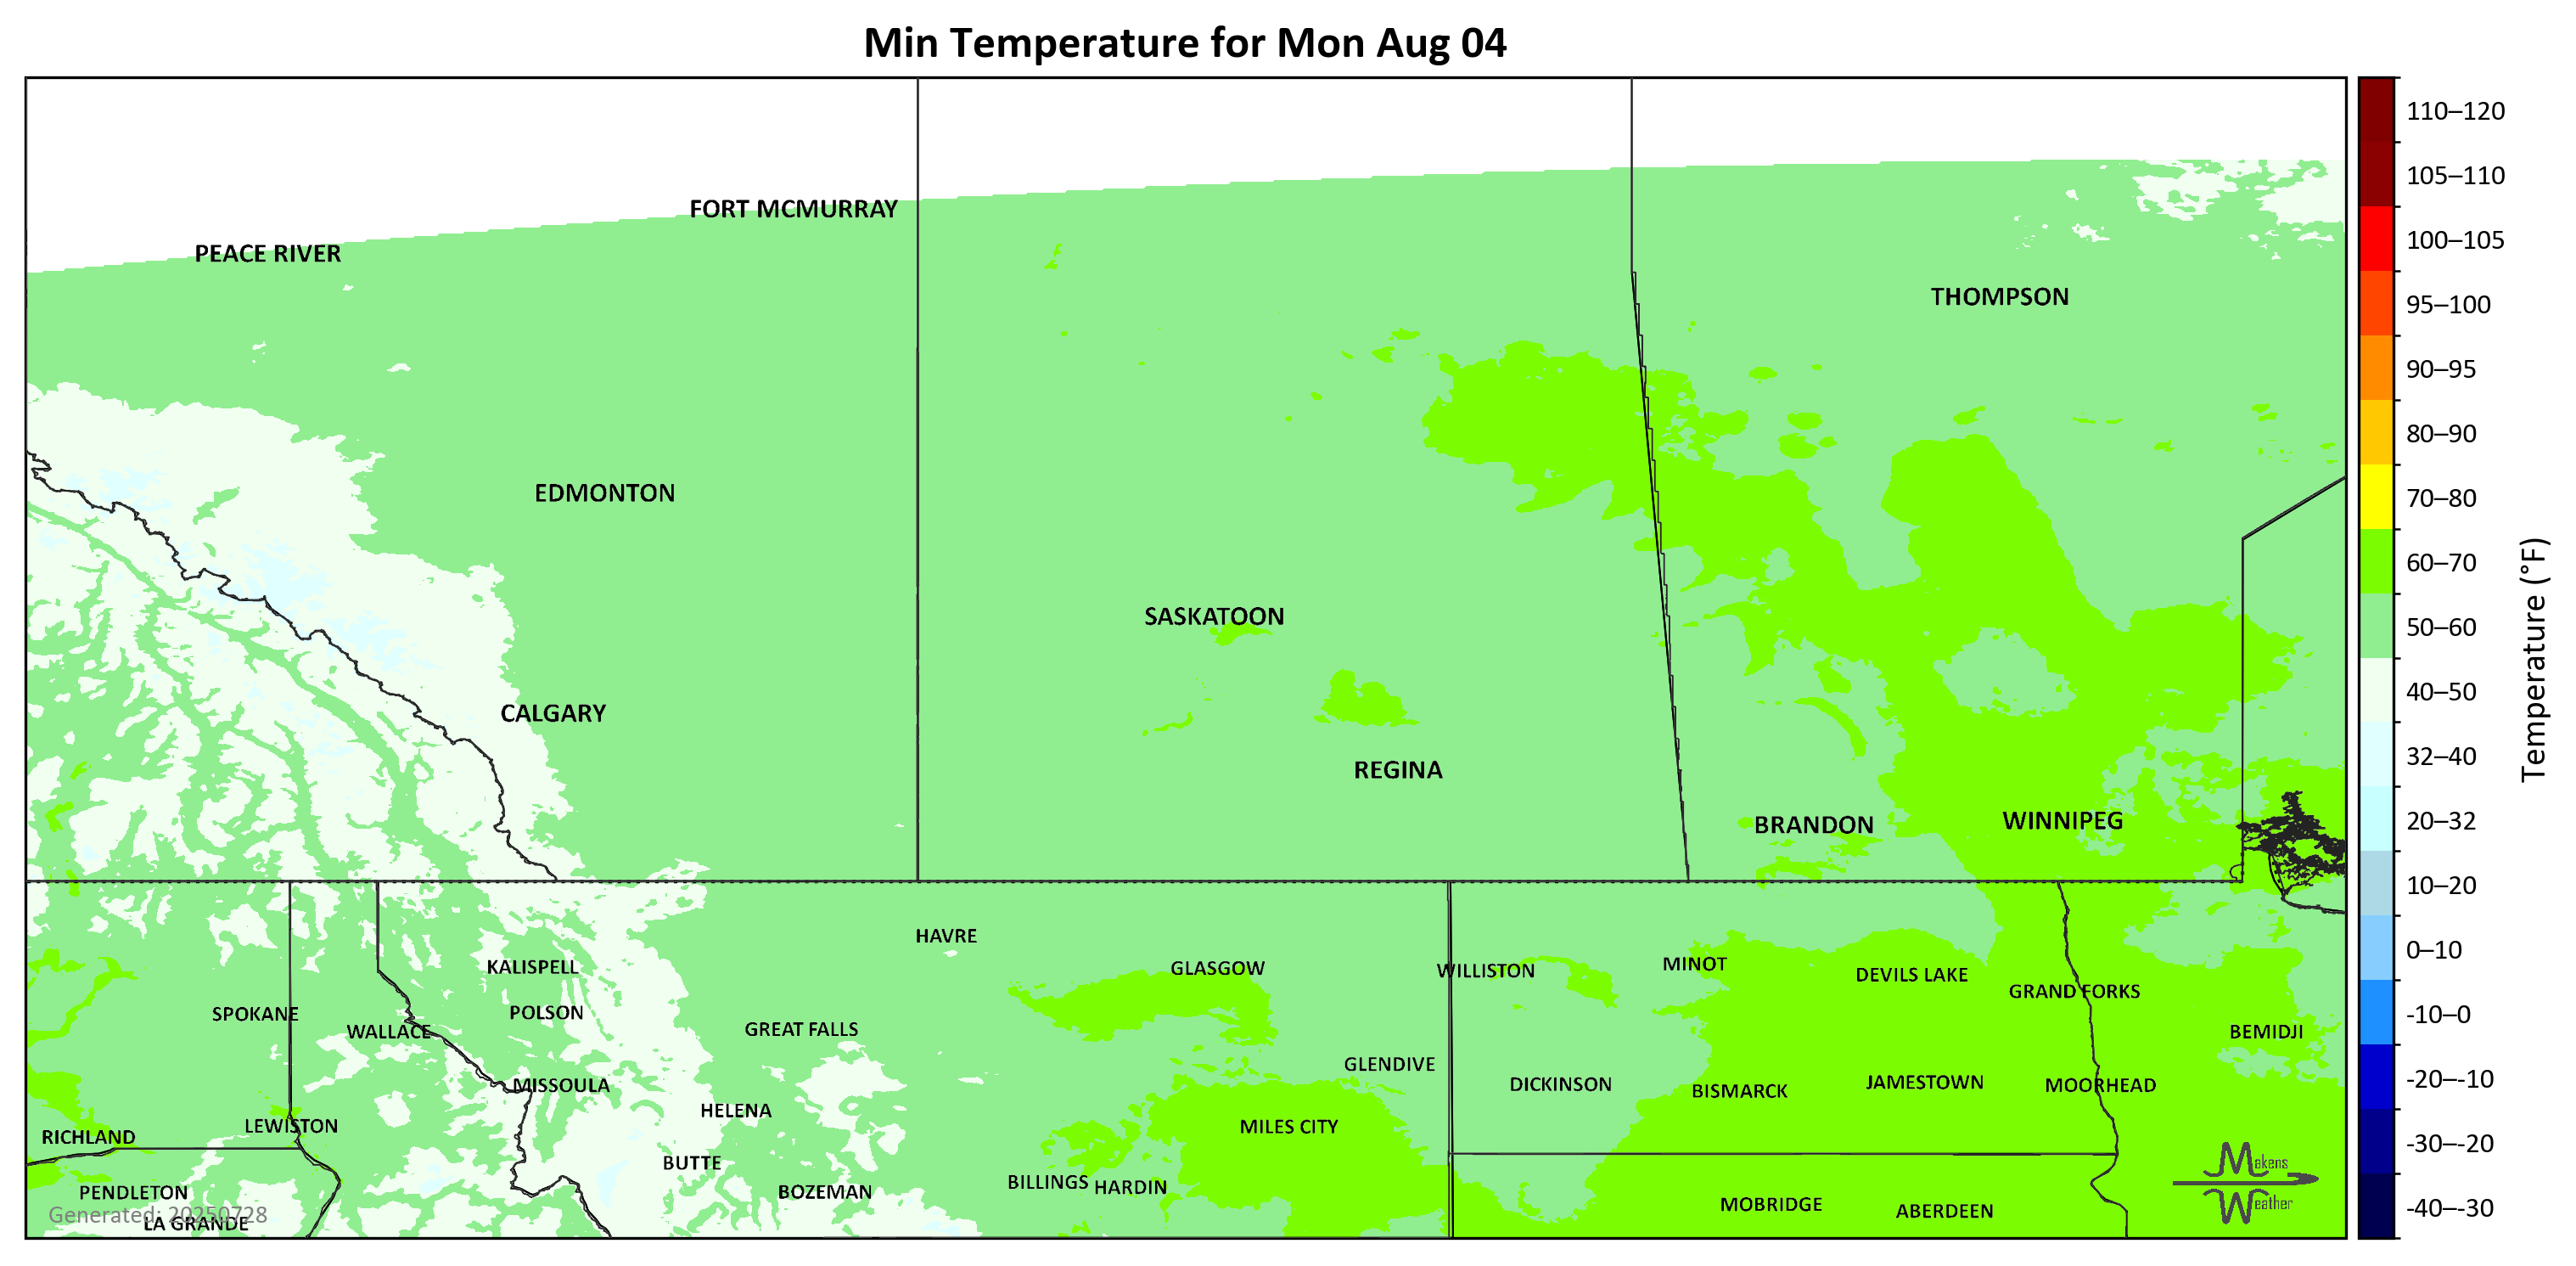 Min Temperature for Mon Aug 04
FORT MCMURRAY
PEACE RIVER
THOMPSON
EDMONTON
SASKATOON
CALGARY
REGINA
BRANDON
WINNIPEG
HAVRE
KALISPELL
GLASGOW
WILLISTON
MINOT
DEVILS LAKE
GRAND FORKS
SPOKANE
POLSON
WALLACE
GREAT FALLS
BEMIDJI
GLENDIVE
MISSOULA
DICKINSON
BISMARCK
JAMESTOWN
MOORHEAD
HELENA
LEWISTON
MILES CITY
RICHLAND
BUTTE
BILLINGS
HARDIN
PENDLETON
BOZEMAN
MOBRIDGE
ABERDEEN
LA GRANDE
Generated: 20250728
Makens
Weather
110–120
105–110
100–105
95–100
90–95
80–90
70–80
60–70
50–60
40–50
32–40
20–32
10–20
0–10
-10–0
-20–-10
-30–-20
-40–-30
Temperature (°F)